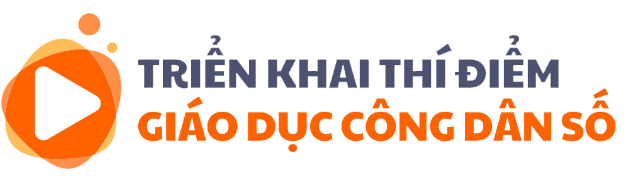 TRIỂN KHAI THÍ ĐIỂM
GIÁO DỤC CÔNG DÂN SỐ